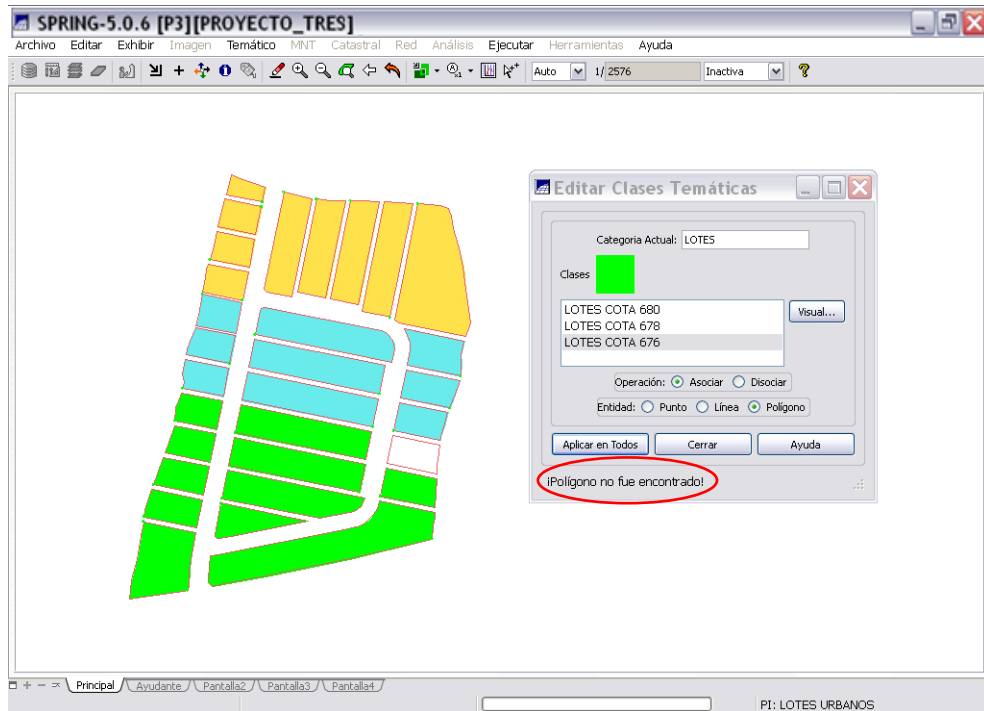 SPRING-5.0.6 [P3][PROYECTO_TRES]
Archivo Editar Exhibir Imagen Temático MNT Catastral Red Análisis Ejecutar Herramientas Ayuda
Auto 1/ 2576 Inactiva
Editar Clases Temáticas
Categoria Actual: LOTES
Clases
LOTES COTA 680
LOTES COTA 678
LOTES COTA 676
Visual...
Operación: Asociar Disociar
Entidad: Punto Línea Polígono
Aplicar en Todos Cerrar Ayuda
¡Polígono no fue encontrado!
Principal Ayudante Pantalla2 Pantalla3 Pantalla4
PI: LOTES URBANOS